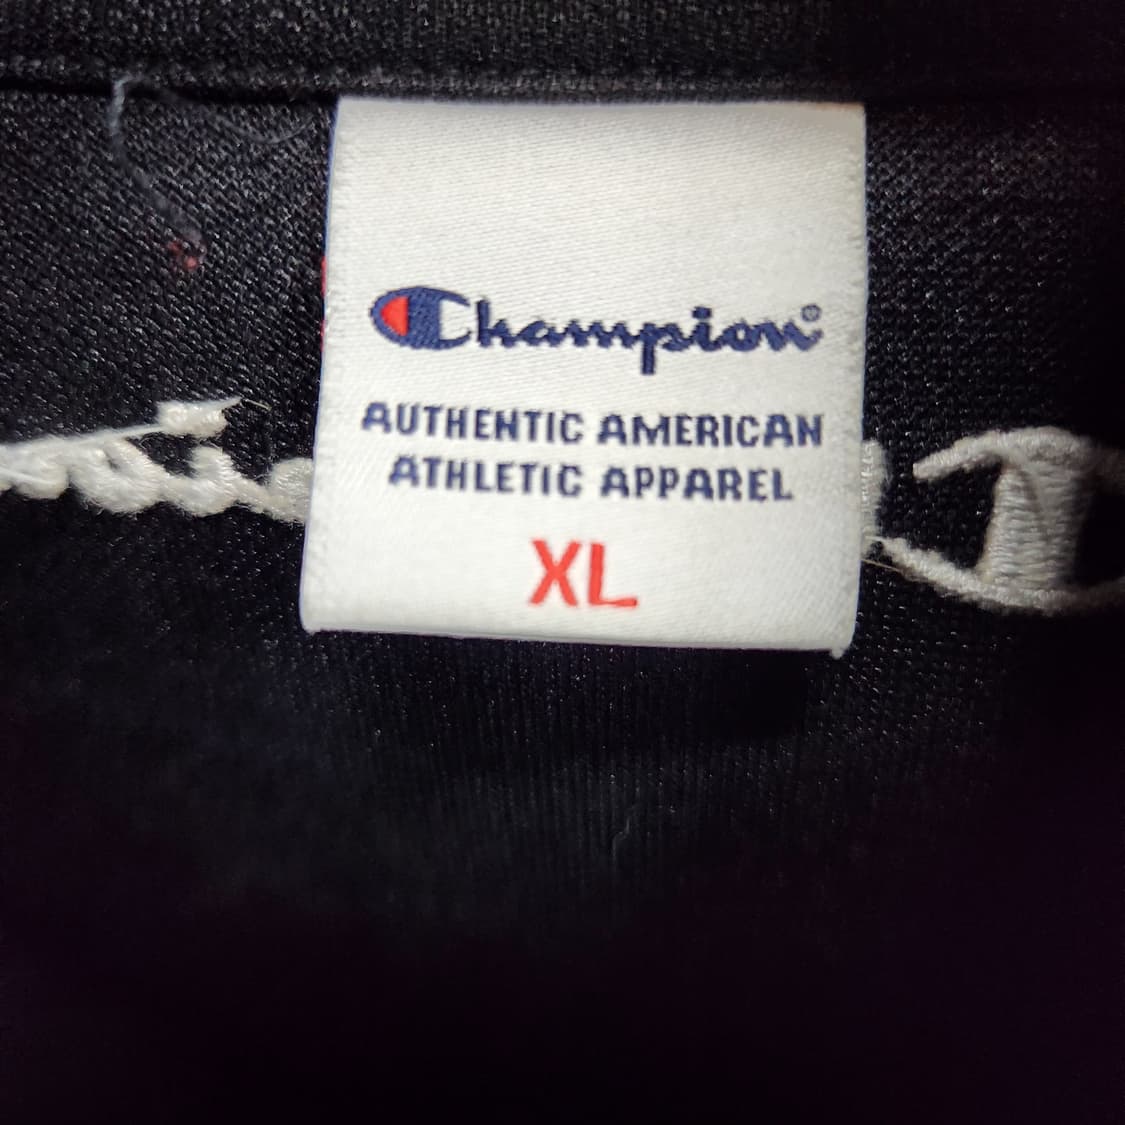 Champion®
AUTHENTIC AMERICAN
ATHLETIC APPAREL
XL